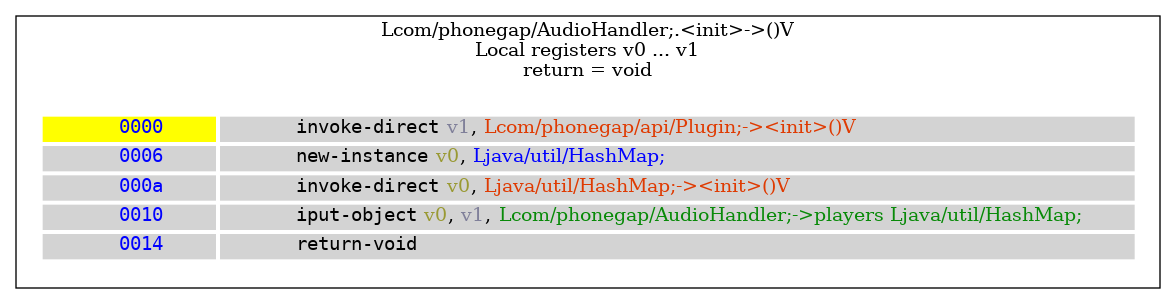 Lcom/phonegap/AudioHandler;.<init>->()V
Local registers v0 ... v1
return = void
0000 invoke-direct v1, Lcom/phonegap/api/Plugin;-><init>()V
0006 new-instance v0, Ljava/util/HashMap;
000a invoke-direct v0, Ljava/util/HashMap;-><init>()V
0010 iput-object v0, v1, Lcom/phonegap/AudioHandler;->players Ljava/util/HashMap;
0014 return-void